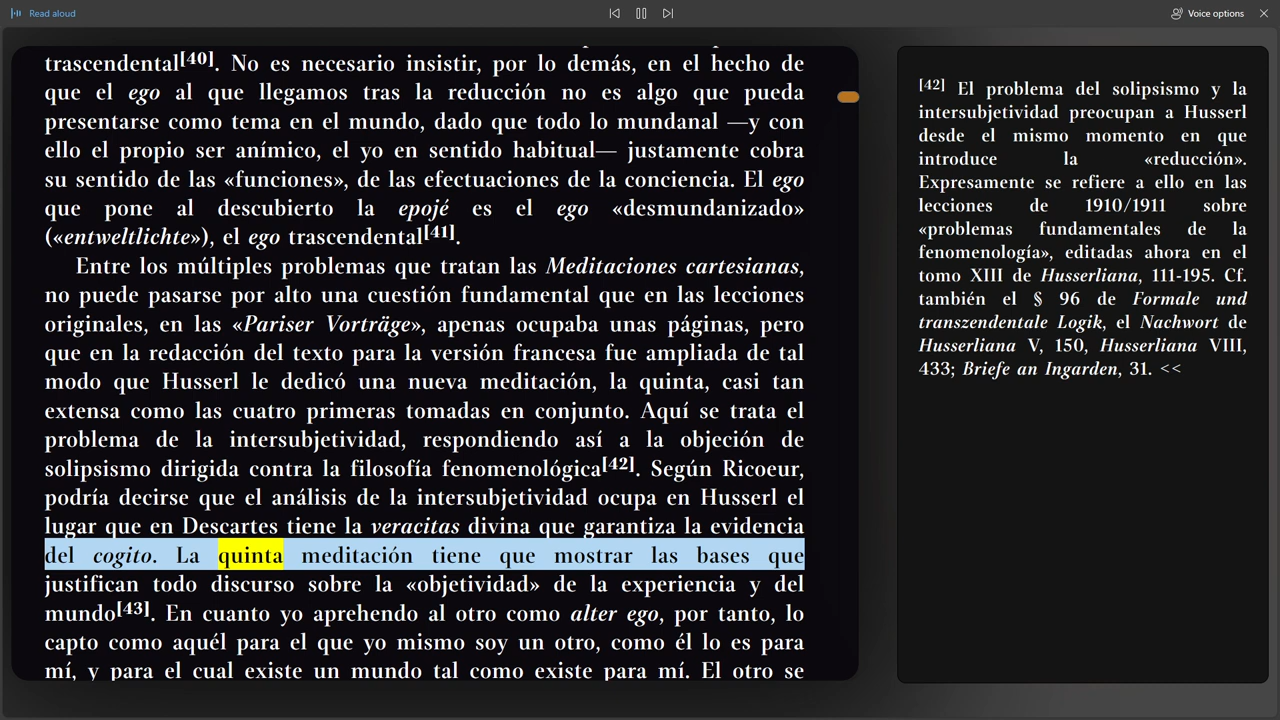 Read aloud
Voice options
trascendental[40]. No es necesario insistir, por lo demás, en el hecho de
que el ego al que llegamos tras la reducción no es algo que pueda
presentarse como tema en el mundo, dado que todo lo mundanal —y con
ello el propio ser anímico, el yo en sentido habitual— justamente cobra
su sentido de las «funciones», de las efectuaciones de la conciencia. El ego
que pone al descubierto la epojé es el ego «desmundanizado»
(«entweltlichte»), el ego trascendental[41].
Entre los múltiples problemas que tratan las Meditaciones cartesianas,
no puede pasarse por alto una cuestión fundamental que en las lecciones
originales, en las «Pariser Vorträge», apenas ocupaba unas páginas, pero
que en la redacción del texto para la versión francesa fue ampliada de tal
modo que Husserl le dedicó una nueva meditación, la quinta, casi tan
extensa como las cuatro primeras tomadas en conjunto. Aquí se trata el
problema de la intersubjetividad, respondiendo así a la objeción de
solipsismo dirigida contra la filosofía fenomenológica[42]. Según Ricoeur,
podría decirse que el análisis de la intersubjetividad ocupa en Husserl el
lugar que en Descartes tiene la veracitas divina que garantiza la evidencia
del cogito. La quinta meditación tiene que mostrar las bases que
justifican todo discurso sobre la «objetividad» de la experiencia y del
mundo[43]. En cuanto yo aprehendo al otro como alter ego, por tanto, lo
capto como aquél para el que yo mismo soy un otro, como él lo es para
mí, y para el cual existe un mundo tal como existe para mí. El otro se
[42] El problema del solipsismo y la
intersubjetividad preocupan a Husserl
desde el mismo momento en que
introduce la «reducción».
Expresamente se refiere a ello en las
lecciones de 1910/1911 sobre
«problemas fundamentales de la
fenomenología», editadas ahora en el
tomo XIII de Husserliana, 111-195. Cf.
también el § 96 de Formale und
transzendentale Logik, el Nachwort de
Husserliana V, 150, Husserliana VIII,
433; Briefe an Ingarden, 31. <<